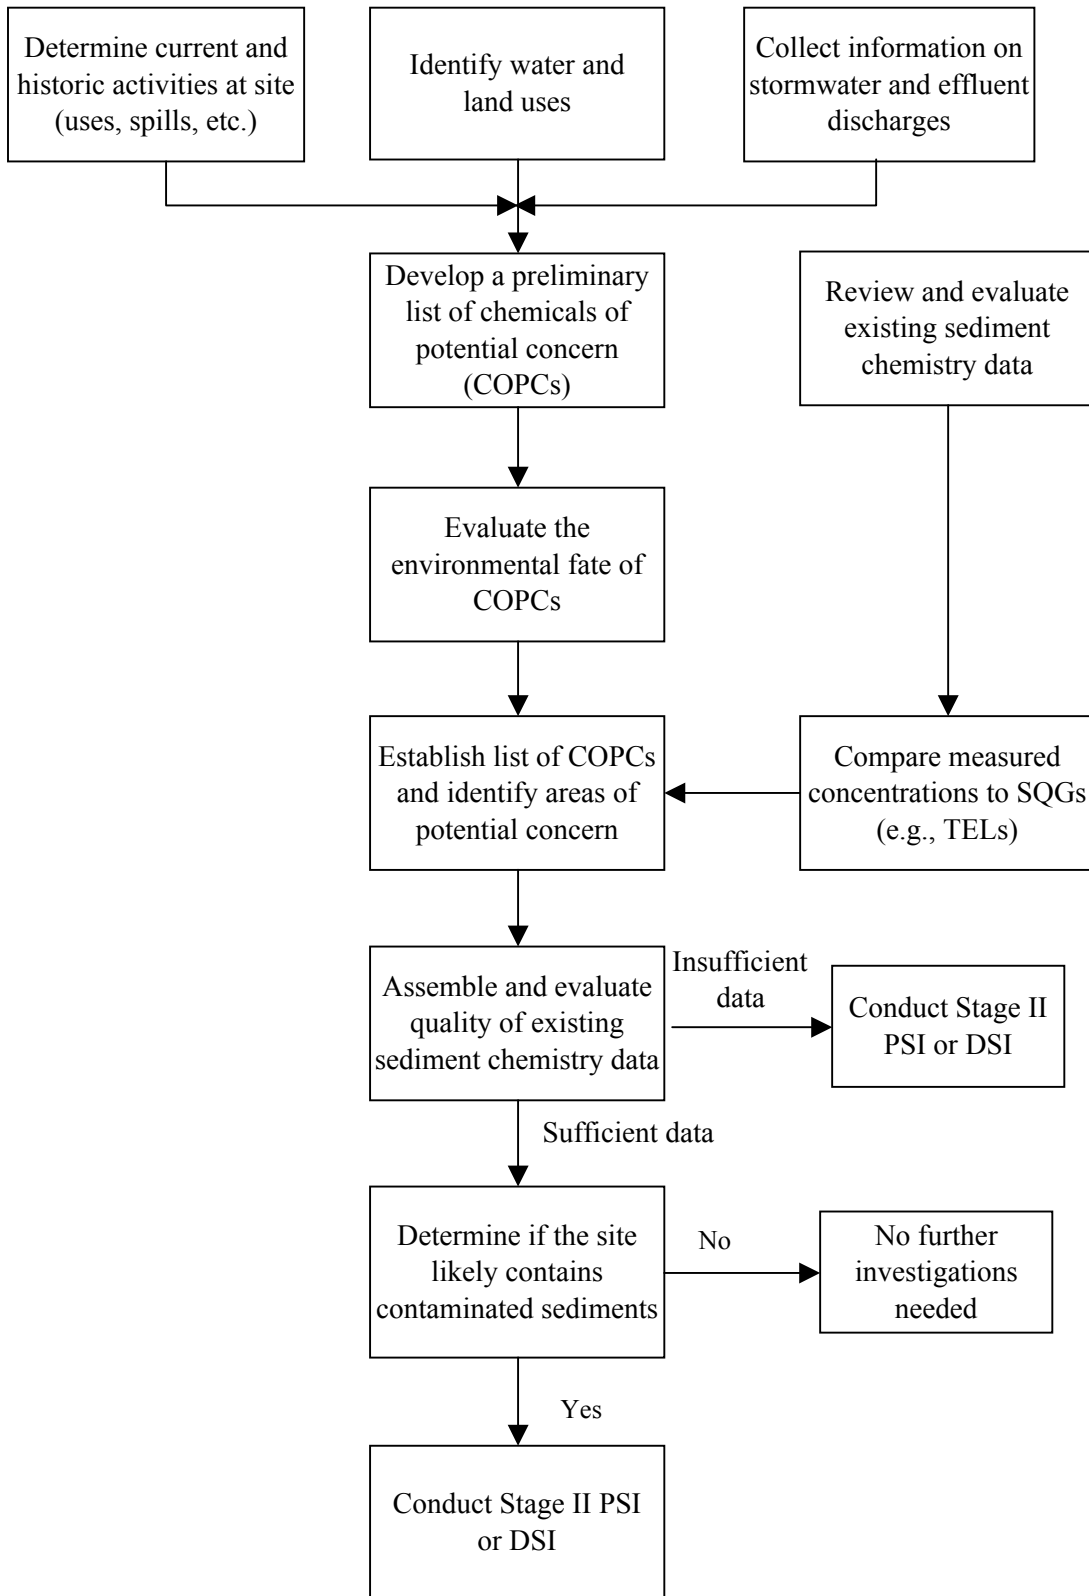 Determine current and
historic activities at site
(uses, spills, etc.)
Identify water and
land uses
Collect information on
stormwater and effluent
discharges
Develop a preliminary
list of chemicals of
potential concern
(COPCs)
Review and evaluate
existing sediment
chemistry data
Evaluate the
environmental fate of
COPCs
Establish list of COPCs
and identify areas of
potential concern
Compare measured
concentrations to SQGs
(e.g., TELs)
Assemble and evaluate
quality of existing
sediment chemistry data
Insufficient
data
Conduct Stage II
PSI or DSI
Sufficient data
Determine if the site
likely contains
contaminated sediments
No
No further
investigations
needed
Yes
Conduct Stage II PSI
or DSI